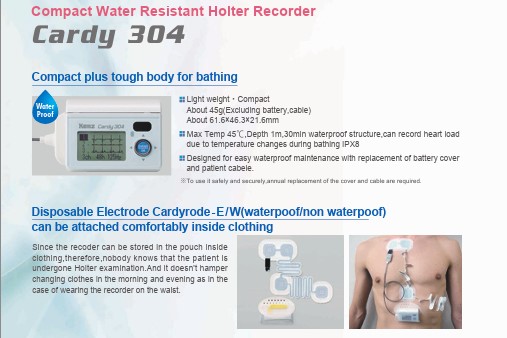 Compact Water Resistant Holter Recorder
Cardy 304
Compact plus tough body for bathing
Water
Proof
Cardy304
Light weight・Compact
About 45g(Excluding battery,cable)
About 61.6×46.3×21.6mm
Max Temp 45℃,Depth 1m,30min waterproof structure,can record heart load
due to temperature changes during bathing IPX8
Designed for easy waterproof maintenance with replacement of battery cover
and patient cabele.
※To use it safely and securely,annual replacement of the cover and cable are required.
Disposable Electrode Cardyrode-E/W(waterpoof/non waterpoof)
can be attached comfortably inside clothing
Since the recoder can be stored in the pouch inside
clothing,therefore,nobody knows that the patient is
undergone Holter examination.And it doesn't hamper
changing clothes in the morning and evening as in the
case of wearing the recorder on the waist.